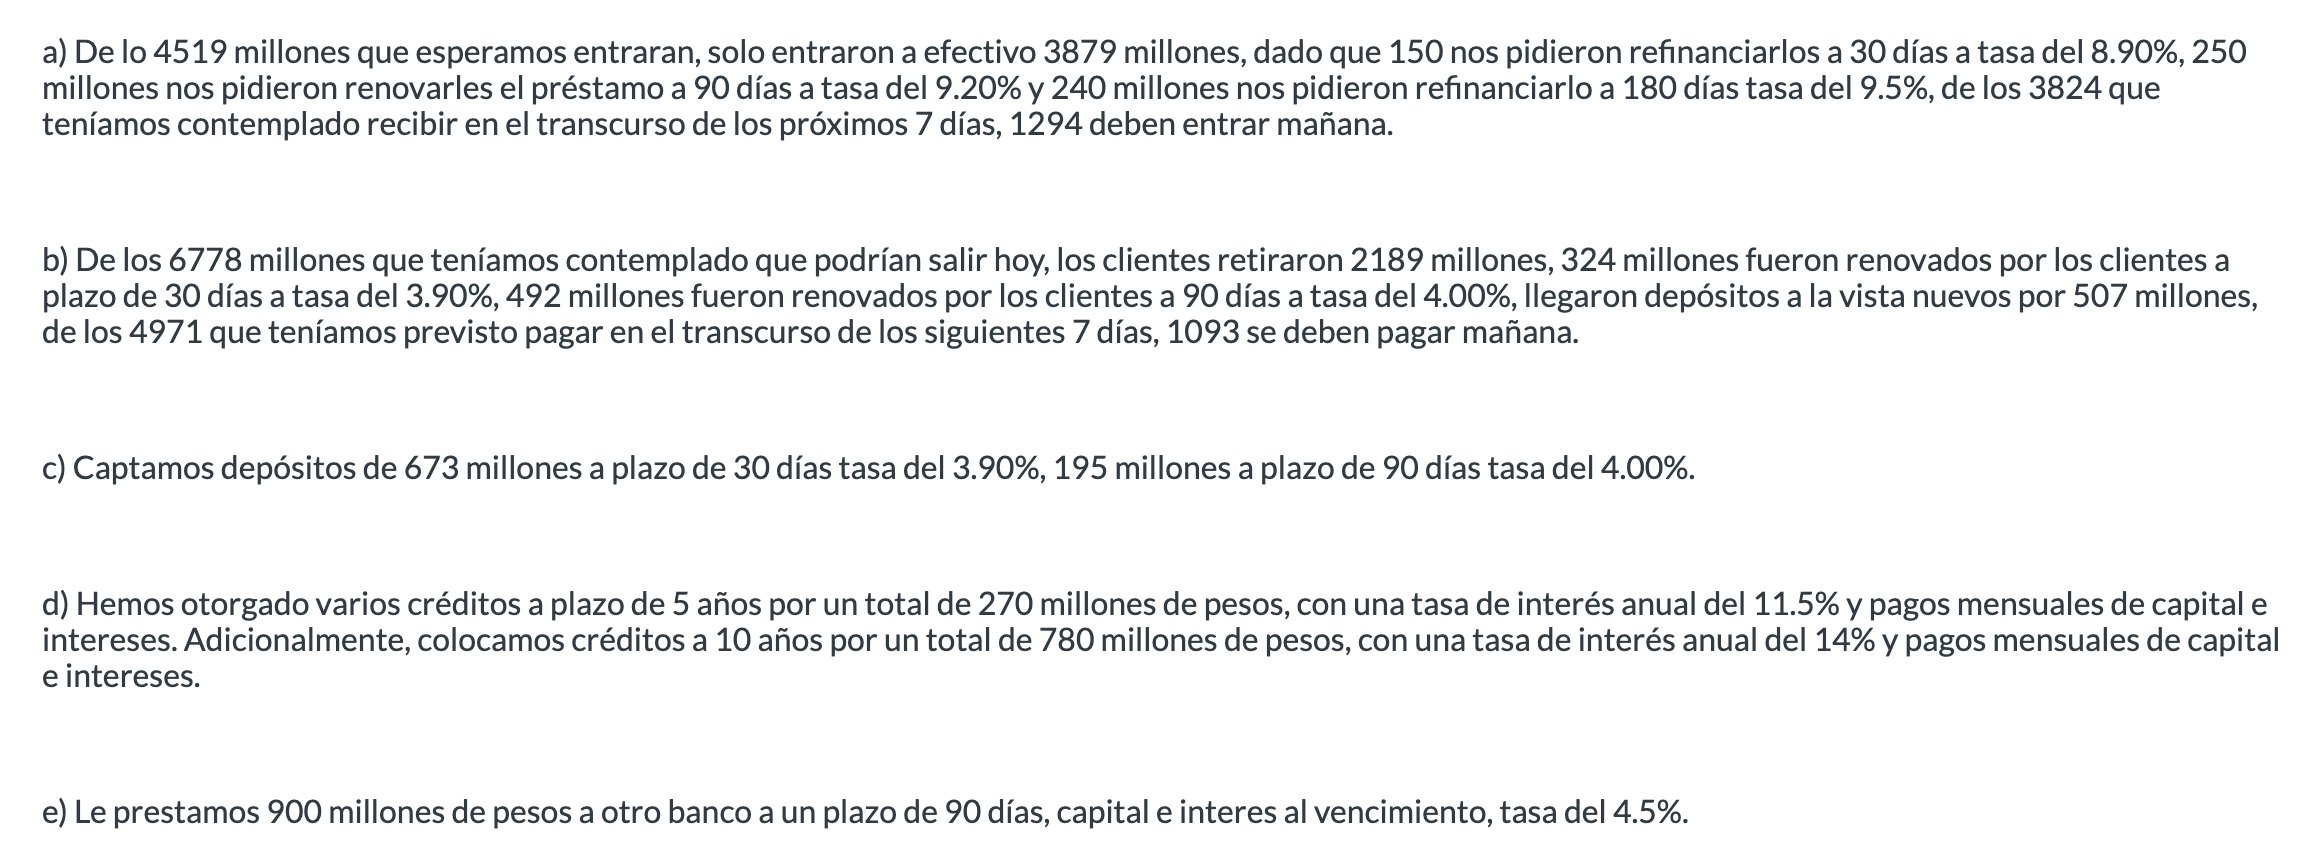 a) De lo 4519 millones que esperamos entraran, solo entraron a efectivo 3879 millones, dado que 150 nos pidieron refinanciarlos a 30 días a tasa del 8.90%, 250
millones nos pidieron renovarles el préstamo a 90 días a tasa del 9.20% y 240 millones nos pidieron refinanciarlo a 180 días tasa del 9.5%, de los 3824 que
teníamos contemplado recibir en el transcurso de los próximos 7 días, 1294 deben entrar mañana.
b) De los 6778 millones que teníamos contemplado que podrían salir hoy, los clientes retiraron 2189 millones, 324 millones fueron renovados por los clientes a
plazo de 30 días a tasa del 3.90%, 492 millones fueron renovados por los clientes a 90 días a tasa del 4.00%, llegaron depósitos a la vista nuevos por 507 millones,
de los 4971 que teníamos previsto pagar en el transcurso de los siguientes 7 días, 1093 se deben pagar mañana.
c) Captamos depósitos de 673 millones a plazo de 30 días tasa del 3.90%, 195 millones a plazo de 90 días tasa del 4.00%.
d) Hemos otorgado varios créditos a plazo de 5 años por un total de 270 millones de pesos, con una tasa de interés anual del 11.5% y pagos mensuales de capital e
intereses. Adicionalmente, colocamos créditos a 10 años por un total de 780 millones de pesos, con una tasa de interés anual del 14% y pagos mensuales de capital
e intereses.
e) Le prestamos 900 millones de pesos a otro banco a un plazo de 90 días, capital e interes al vencimiento, tasa del 4.5%.